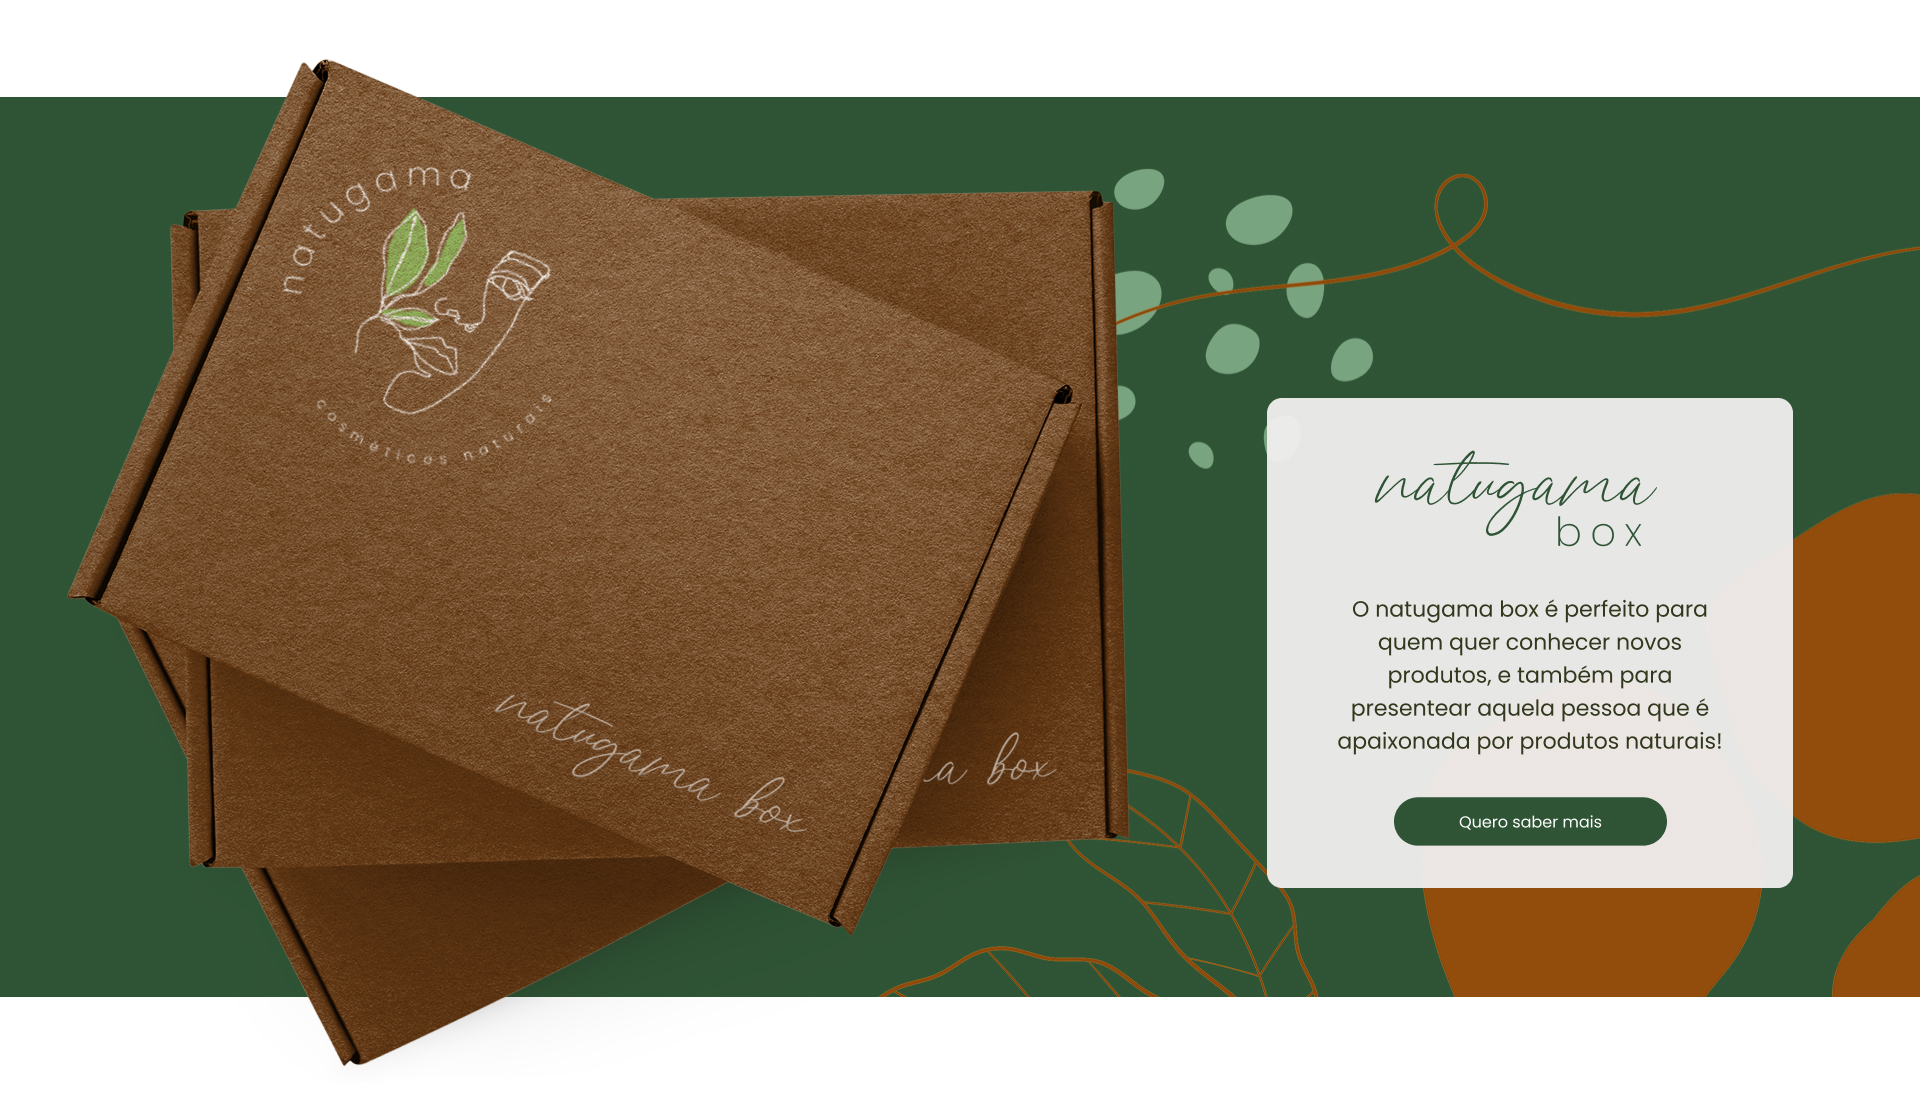 natugama
cosméticos naturais
natugama box
a box
natugama
box
O natugama box é perfeito para
quem quer conhecer novos
produtos, e também para
presentear aquela pessoa que é
apaixonada por produtos naturais!
Quero saber mais